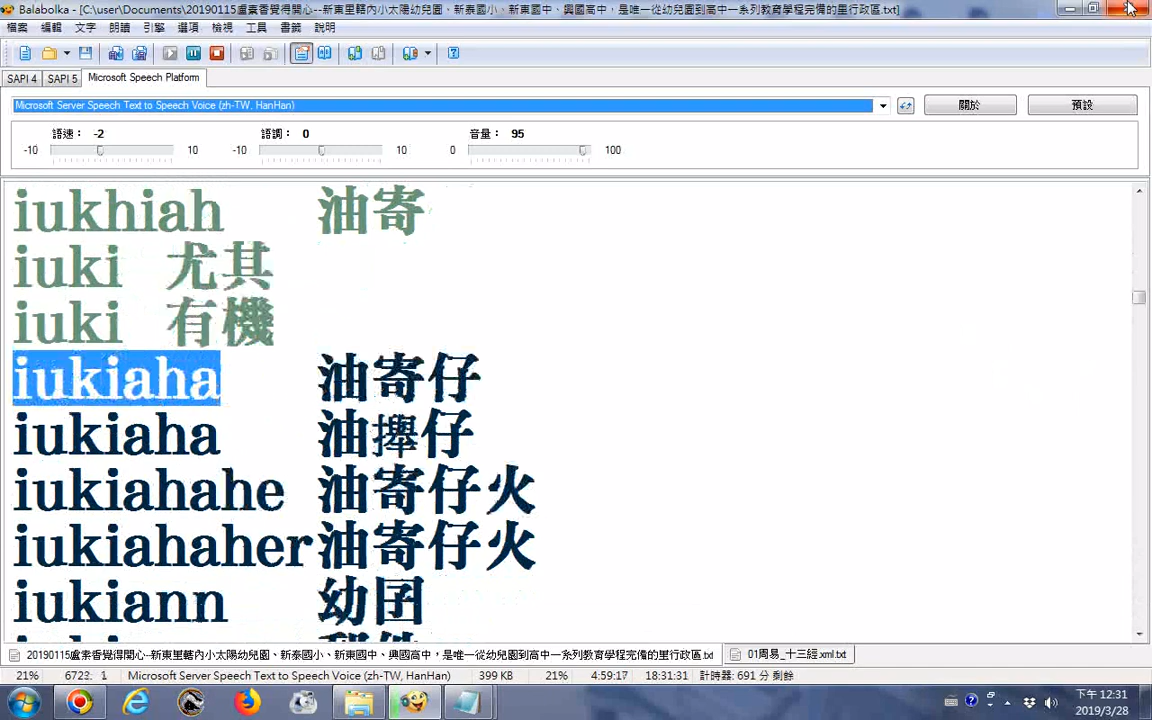 Balabolka - [C:\user\Documents\20190115盧素香覺得開心--新東里轄內小太陽幼兒園、新泰國小、新東國中、興國高中，是唯一從幼兒園到高中一系列教育學程完備的里行政區.txt]
檔案 編輯 文字 朗讀 引擎 選項 檢視 工具 書籤 說明
SAPI 4 SAPI 5 Microsoft Speech Platform
Microsoft Server Speech Text to Speech Voice (zh-TW, HanHan) 關於 預設
語速： -2 語調： 0 音量： 95
-10 10 -10 10 0 100
iukhiah 油寄
iuki 尤其
iuki 有機
iukiaha 油寄仔
iukiaha 油攑仔
iukiahahe 油寄仔火
iukiahaher 油寄仔火
iukiann 幼囝
20190115盧素香覺得開心--新東里轄內小太陽幼兒園、新泰國小、新東國中、興國高中，是唯一從幼兒園到高中一系列教育學程完備的里行政區.txt 01周易_十三經.xml.txt
21% 6722: 1 Microsoft Server Speech Text to Speech Voice (zh-TW, HanHan) 399 KB 21% 4:59:17 18:31:31 計時器: 691 分 剩餘
下午 12:31
2019/3/28